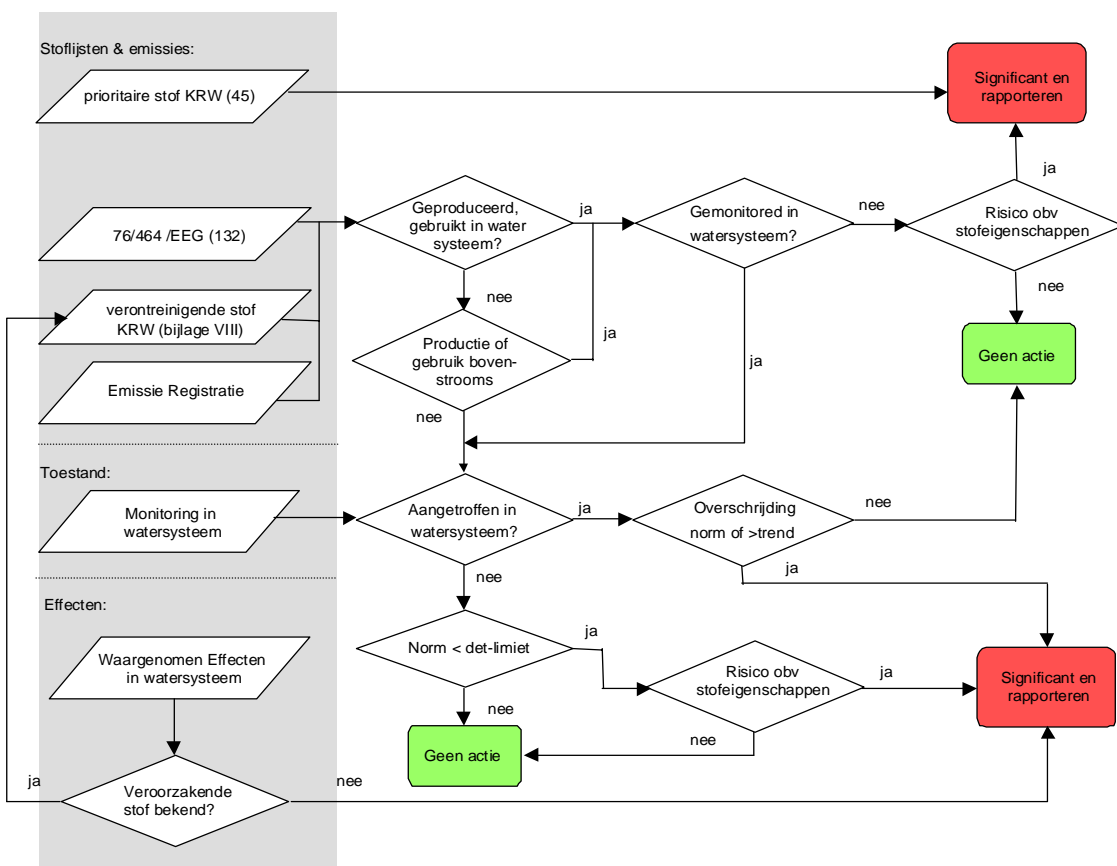 Stoflijsten & emissies:
prioritaire stof KRW (45)
Significant en
rapporteren
ja
Geproduceerd,
gebruikt in water
systeem?
ja
Gemonitored in
watersysteem?
nee
Risico obv
stofeigenschappen
76/464 /EEG (132)
nee
nee
verontreinigende stof
KRW (bijlage VIII)
Productie of
gebruik boven-
strooms
ja
ja
Geen actie
Emissie Registratie
nee
Toestand:
Monitoring in
watersysteem
Aangetroffen in
watersysteem?
ja
Overschrijding
norm of >trend
nee
nee
ja
Effecten:
Waargenomen Effecten
in watersysteem
Norm < det-limiet
ja
Risico obv
stofeigenschappen
ja
Significant en
rapporteren
nee
nee
Geen actie
ja
Veroorzakende
stof bekend?
nee